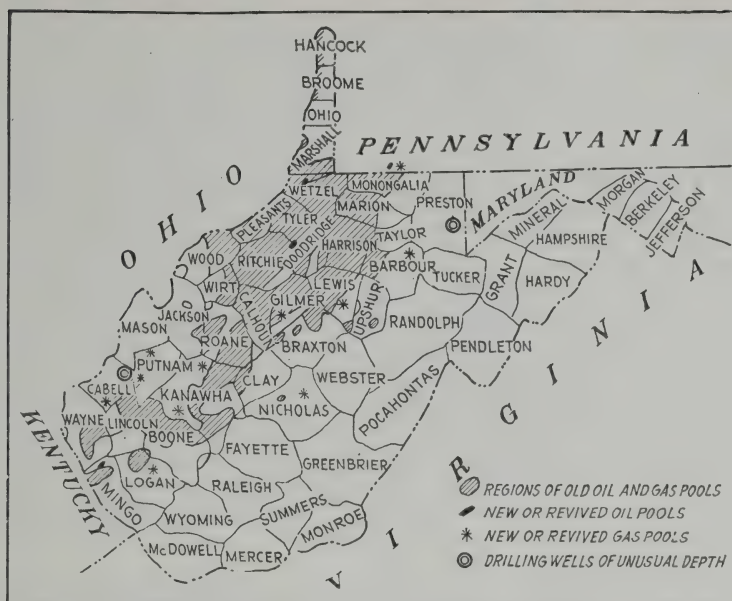 HANCOCK
BROOME
OHIO
MARSHALL
PENNSYLVANIA
OHIO
WETZEL
MONONGALIA
MARYLAND
MORGAN
BERKELEY
JEFFERSON
PLEASANTS
TYLER
MARION
PRESTON
MINERAL
HAMPSHIRE
TAYLOR
DODDRIDGE
HARRISON
WOOD
RITCHIE
BARBOUR
TUCKER
GRANT
HARDY
WIRT
CALHOUN
GILMER
LEWIS
UPSHUR
RANDOLPH
MASON
JACKSON
ROANE
BRAXTON
PENDLETON
PUTNAM
CLAY
WEBSTER
POCAHONTAS
CABELL
KANAWHA
NICHOLAS
KENTUCKY
WAYNE
LINCOLN
BOONE
FAYETTE
GREENBRIER
VIRGINIA
LOGAN
RALEIGH
MINGO
WYOMING
SUMMERS
MONROE
McDOWELL
MERCER
REGIONS OF OLD OIL AND GAS POOLS
NEW OR REVIVED OIL POOLS
NEW OR REVIVED GAS POOLS
DRILLING WELLS OF UNUSUAL DEPTH